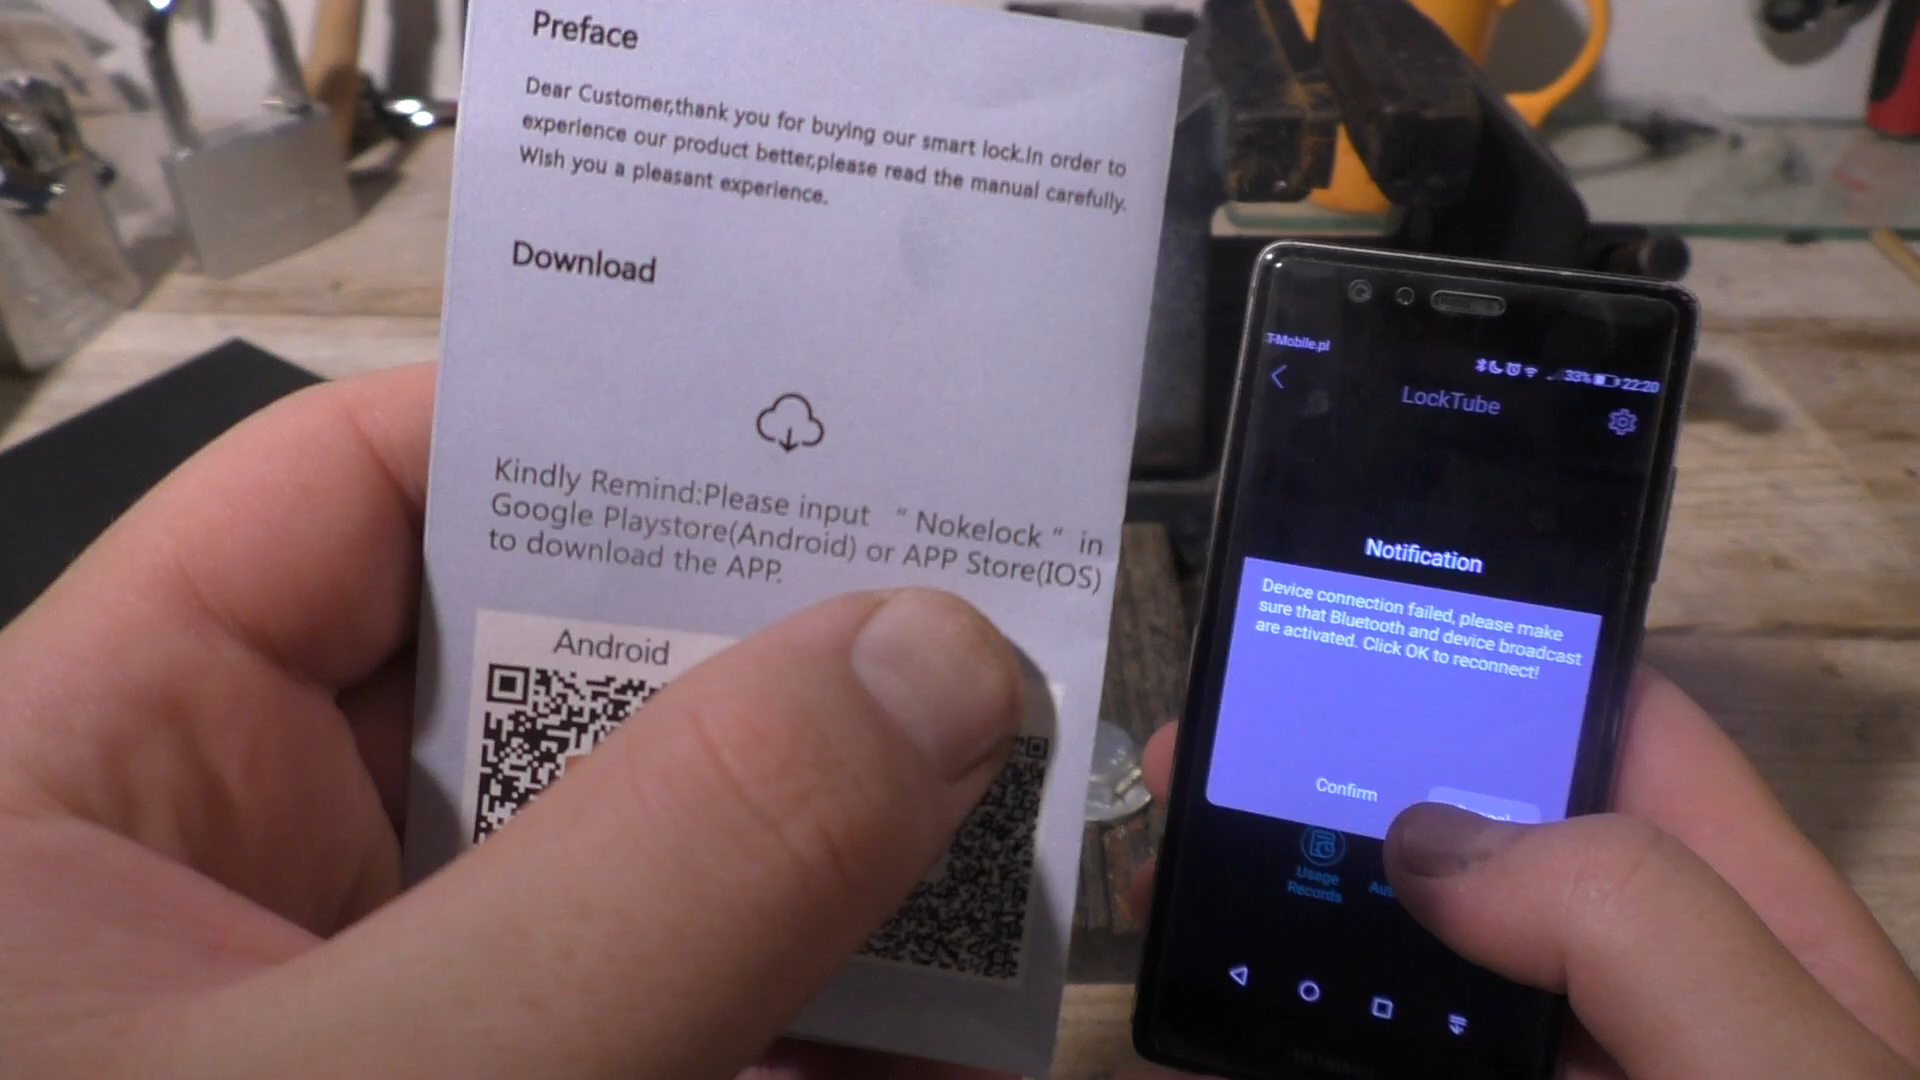 Preface
Dear Customer,thank you for buying our smart lock.In order to
experience our product better,please read the manual carefully.
Wish you a pleasant experience.
Download
Kindly Remind:Please input “ Nokelock “ in
Google Playstore(Android) or APP Store(IOS)
to download the APP.
Android
T-Mobile.pl
33% 22:20
LockTube
Notification
Device connection failed, please make
sure that Bluetooth and device broadcast
are activated. Click OK to reconnect!
Confirm
Usage
Records